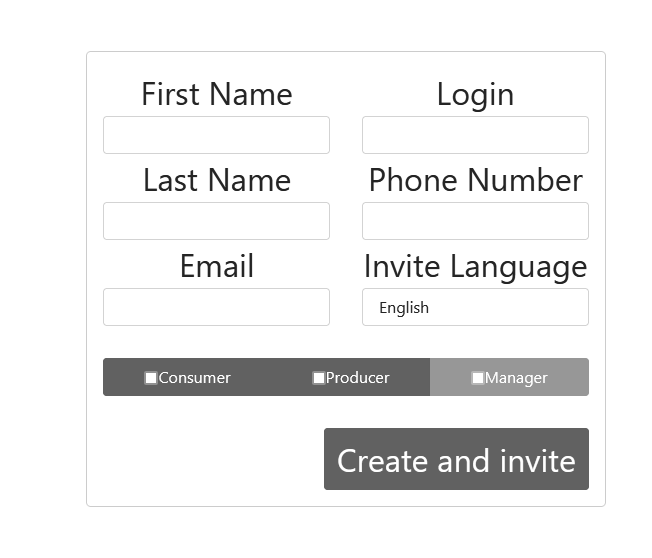 First Name
Login
Last Name
Phone Number
Email
Invite Language
English
Consumer
Producer
Manager
Create and invite